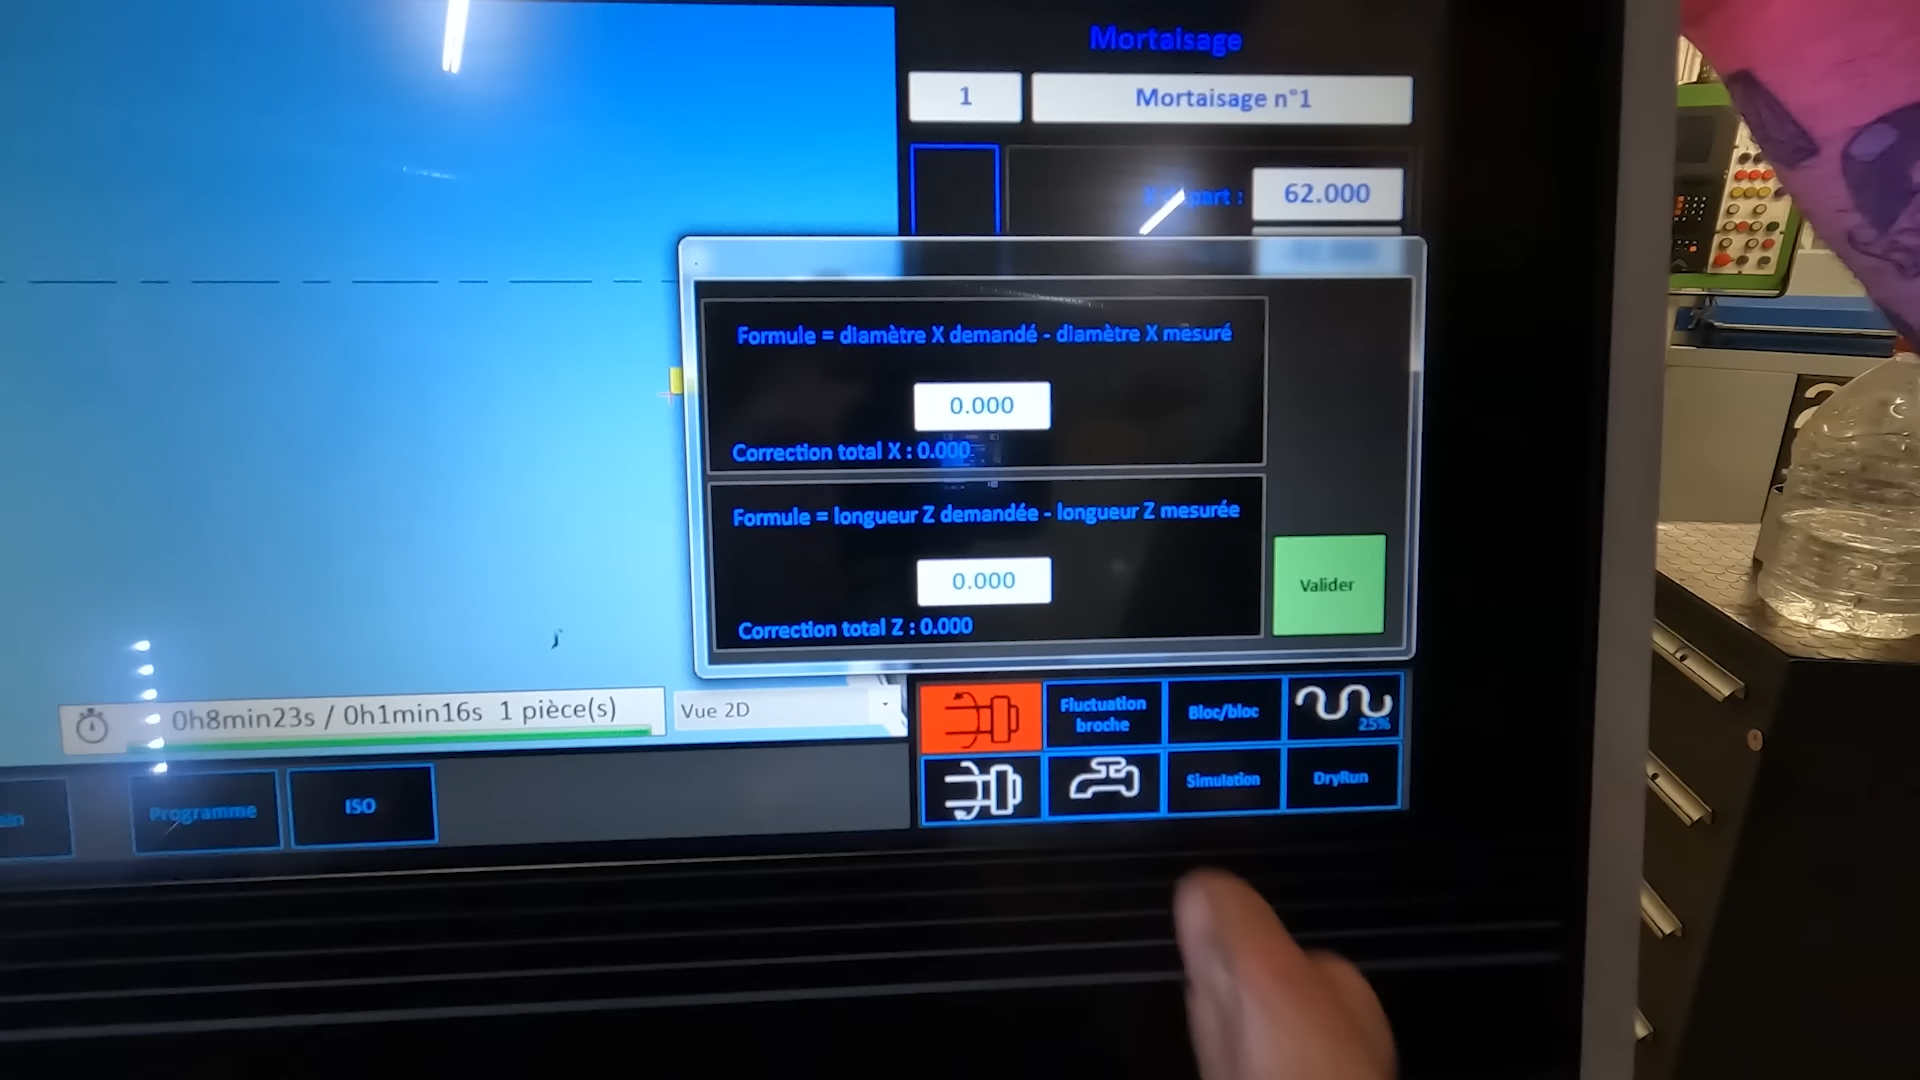 Mortaisage
1
Mortaisage n°1
part :
62.000
Formule = diamètre X demandé - diamètre X mesuré
0.000
Correction total X : 0.000
Formule = longueur Z demandée - longueur Z mesurée
0.000
Correction total Z : 0.000
Valider
0h8min23s / 0h1min16s 1 pièce(s)
Vue 2D
Fluctuation
broche
Bloc/bloc
25%
Simulation
DryRun
Programme
ISO